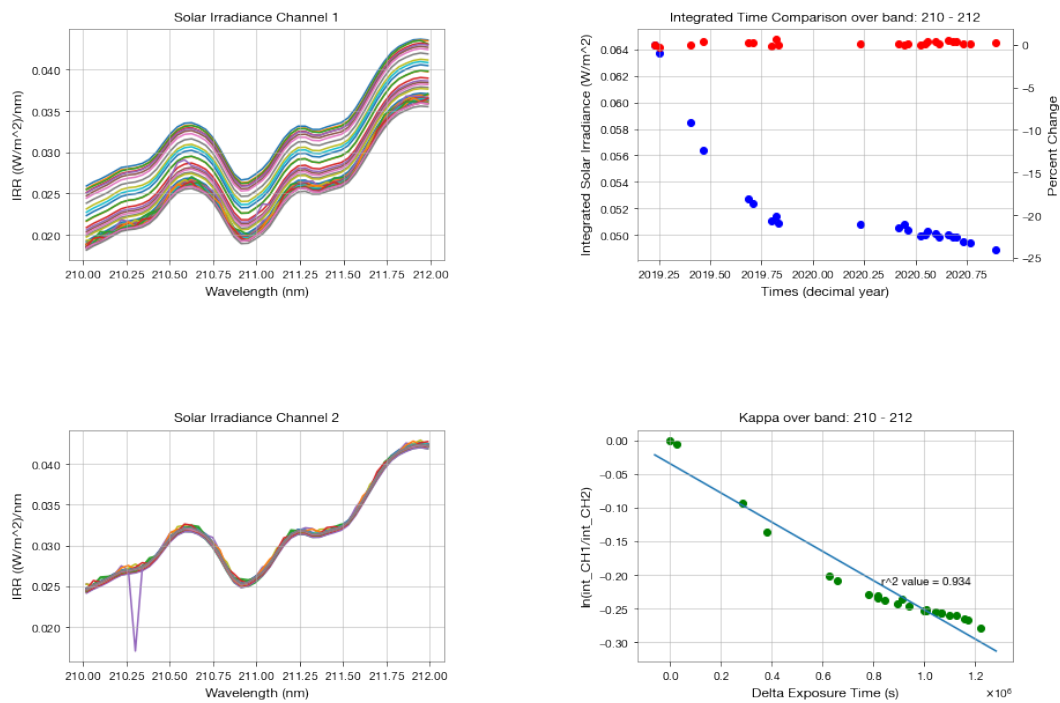 Solar Irradiance Channel 1
IRR ((W/m^2)/nm)
0.040
0.035
0.030
0.025
0.020
210.00 210.25 210.50 210.75 211.00 211.25 211.50 211.75 212.00
Wavelength (nm)
Integrated Time Comparison over band: 210 - 212
Integrated Solar Irradiance (W/m^2)
0.064
0.062
0.060
0.058
0.056
0.054
0.052
0.050
0
−5
−10
−15
−20
−25
Percent Change
2019.25 2019.50 2019.75 2020.00 2020.25 2020.50 2020.75
Times (decimal year)
Solar Irradiance Channel 2
IRR ((W/m^2)/nm
0.040
0.035
0.030
0.025
0.020
210.00 210.25 210.50 210.75 211.00 211.25 211.50 211.75 212.00
Wavelength (nm)
Kappa over band: 210 - 212
ln(int_CH1/int_CH2)
0.00
−0.05
−0.10
−0.15
−0.20
−0.25
−0.30
r^2 value = 0.934
0.0 0.2 0.4 0.6 0.8 1.0 1.2
×10⁶
Delta Exposure Time (s)